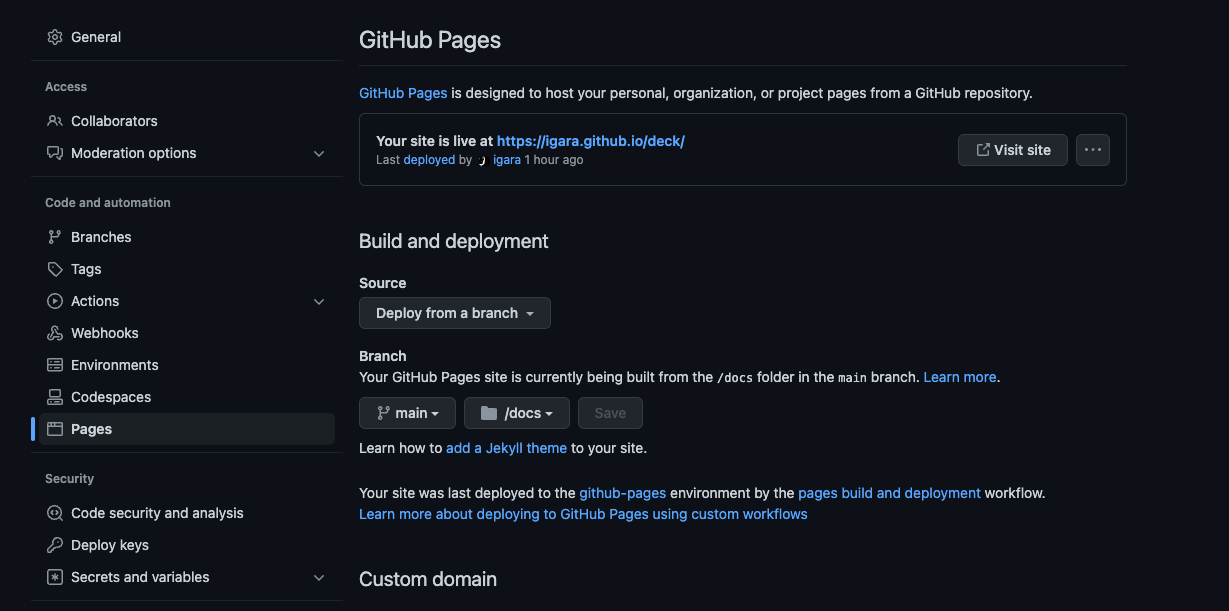 General
Access
Collaborators
Moderation options
Code and automation
Branches
Tags
Actions
Webhooks
Environments
Codespaces
Pages
Security
Code security and analysis
Deploy keys
Secrets and variables
GitHub Pages
GitHub Pages is designed to host your personal, organization, or project pages from a GitHub repository.
Your site is live at https://igara.github.io/deck/
Last deployed by igara 1 hour ago
Visit site
Build and deployment
Source
Deploy from a branch
Branch
Your GitHub Pages site is currently being built from the /docs folder in the main branch. Learn more.
main /docs Save
Learn how to add a Jekyll theme to your site.
Your site was last deployed to the github-pages environment by the pages build and deployment workflow.
Learn more about deploying to GitHub Pages using custom workflows
Custom domain